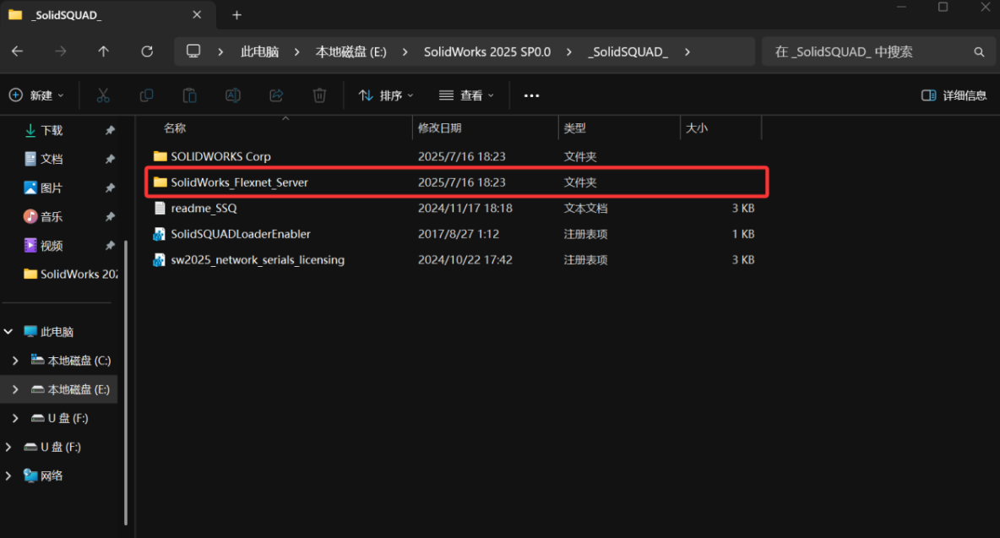 _SolidSQUAD_
此电脑 本地磁盘 (E:) SolidWorks 2025 SP0.0 _SolidSQUAD_ 在 _SolidSQUAD_ 中搜索
新建 排序 查看 ... 详细信息
名称 修改日期 类型 大小
SOLIDWORKS Corp 2025/7/16 18:23 文件夹
SolidWorks_Flexnet_Server 2025/7/16 18:23 文件夹
readme_SSQ 2024/11/17 18:18 文本文档 3 KB
SolidSQUADLoaderEnabler 2017/8/27 1:12 注册表项 1 KB
sw2025_network_serials_licensing 2024/10/22 17:42 注册表项 3 KB
下载
文档
图片
音乐
视频
SolidWorks 202
此电脑
本地磁盘 (C:)
本地磁盘 (E:)
U 盘 (F:)
U 盘 (F:)
网络